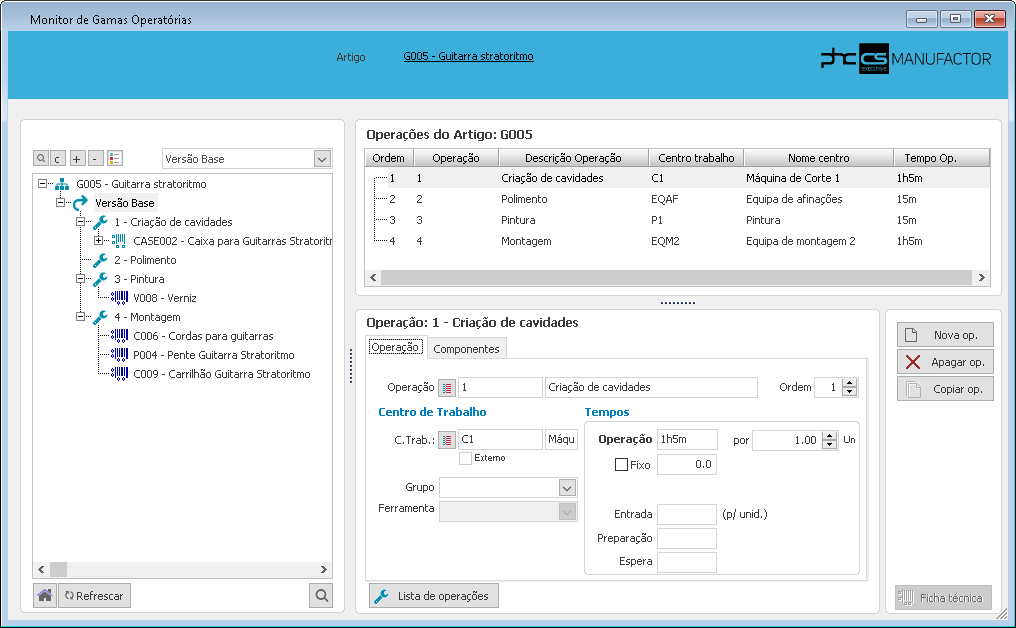 Monitor de Gamas Operatórias
Artigo G005 - Guitarra stratoritmo
phc CS EXECUTIVE MANUFACTOR
c + - Versão Base
G005 - Guitarra stratoritmo
Versão Base
1 - Criação de cavidades
CASE002 - Caixa para Guitarras Stratoritr
2 - Polimento
3 - Pintura
V008 - Verniz
4 - Montagem
C006 - Cordas para guitarras
P004 - Pente Guitarra Stratoritmo
C009 - Carrilhão Guitarra Stratoritmo
Refrescar
Operações do Artigo: G005
Ordem Operação Descrição Operação Centro trabalho Nome centro Tempo Op.
1 1 Criação de cavidades C1 Máquina de Corte 1 1h5m
2 2 Polimento EQAF Equipa de afinações 15m
3 3 Pintura P1 Pintura 15m
4 4 Montagem EQM2 Equipa de montagem 2 1h5m
Operação: 1 - Criação de cavidades
Operação Componentes
Operação 1 Criação de cavidades Ordem 1
Centro de Trabalho
C.Trab.: C1 Máqu
Externo
Grupo
Ferramenta
Tempos
Operação 1h5m por 1.00 Un
Fixo 0.0
Entrada (p/ unid.)
Preparação
Espera
Lista de operações
Nova op.
Apagar op.
Copiar op.
Ficha técnica